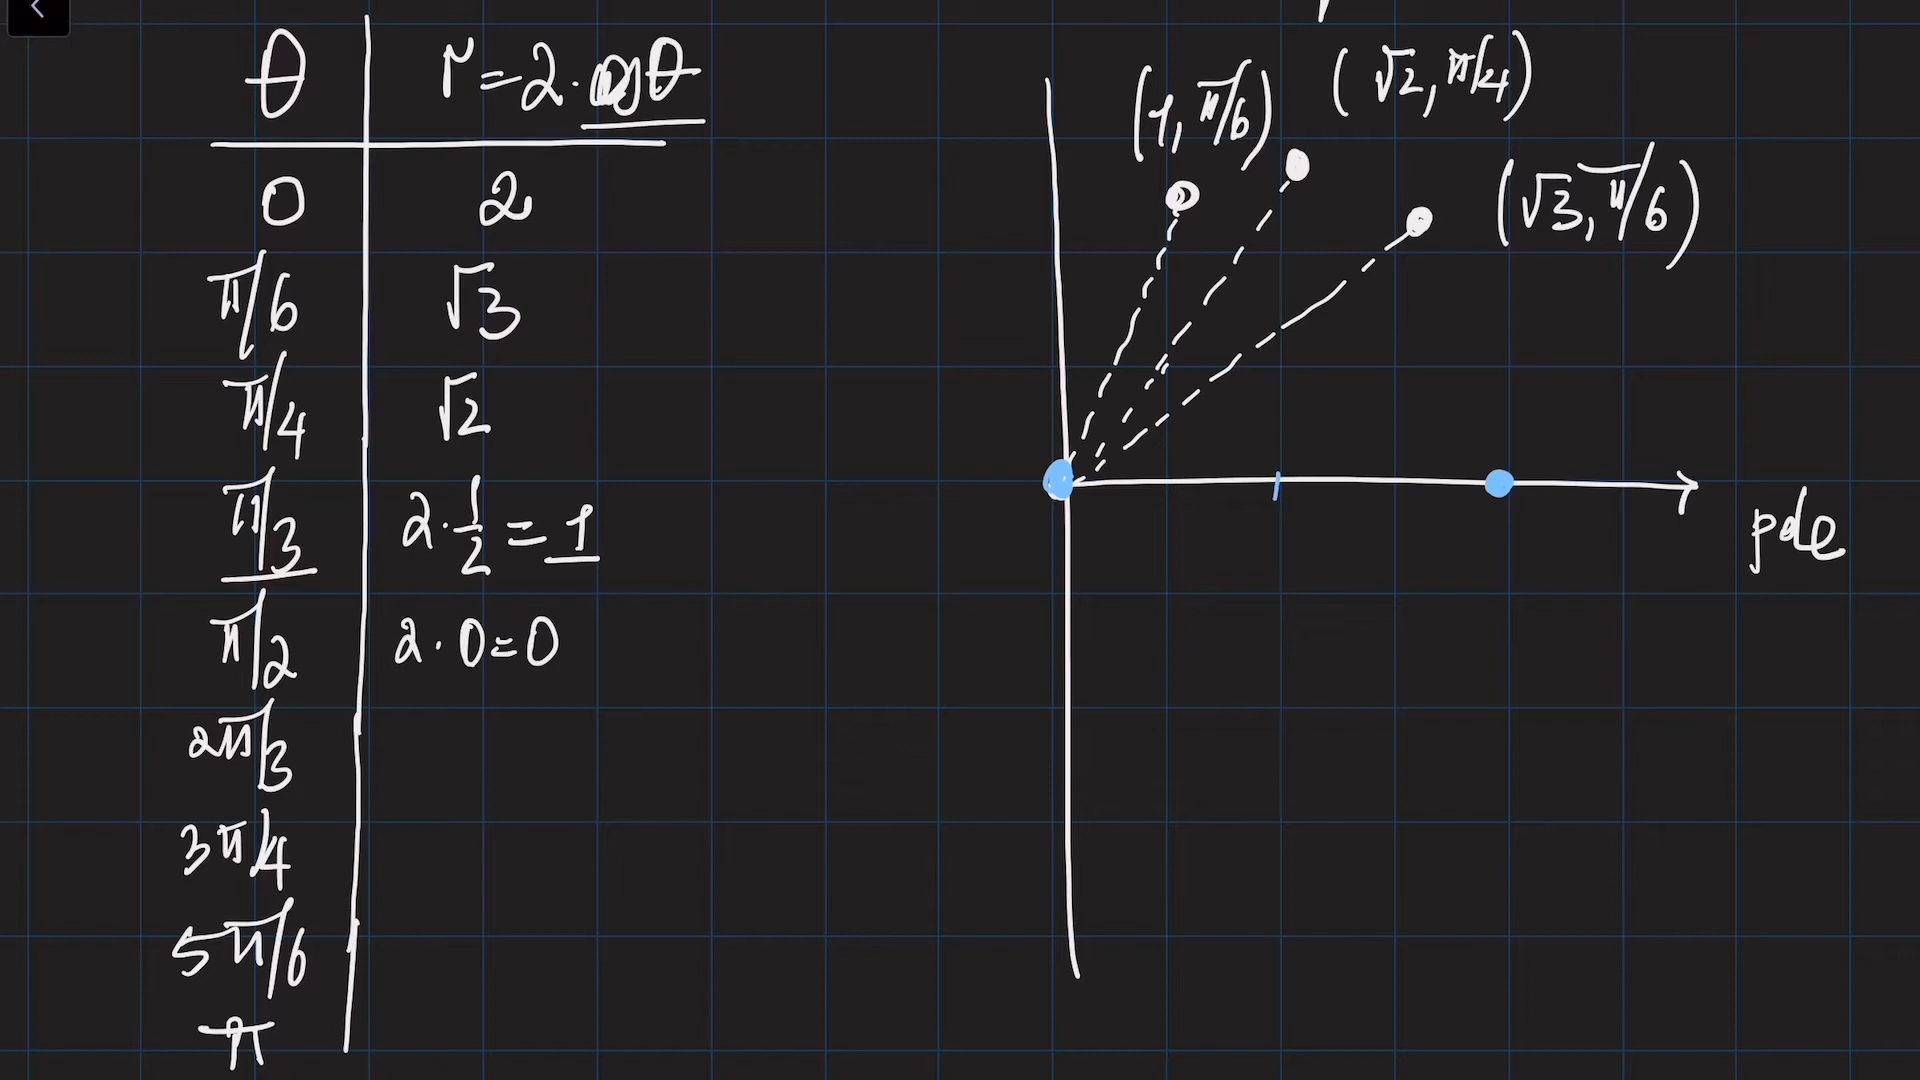 θ r=2·cosθ
0 2
π/6 √3
π/4 √2
π/3 2·1/2=1
π/2 2·0=0
2π/3
3π/4
5π/6
π
(1, π/6) (√2, π/4)
(√3, π/6)
pole